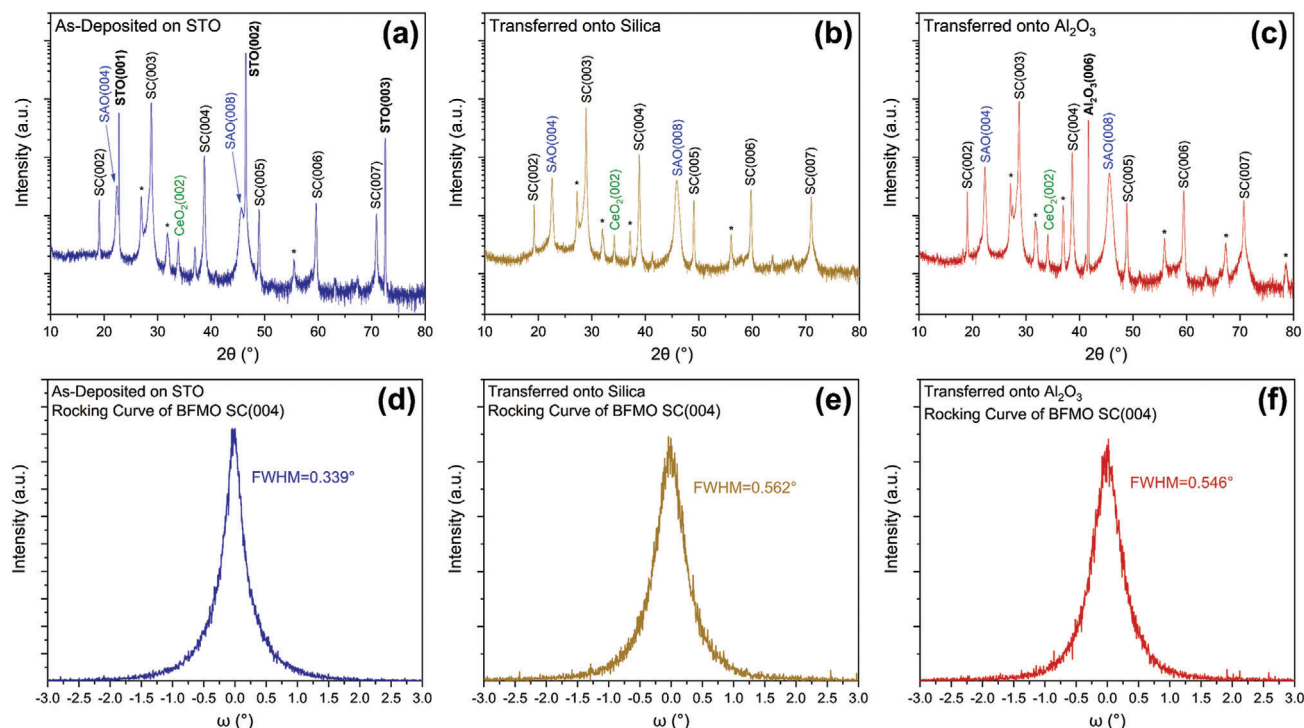 As-Deposited on STO
(a)
SC(002)
SAO(004)
STO(001)
*
SC(003)
*
CeO₂(002)
SC(004)
SAO(008)
STO(002)
SC(005)
*
SC(006)
SC(007)
STO(003)
Intensity (a.u.)
10 20 30 40 50 60 70 80
2θ (°)
Transferred onto Silica
(b)
SC(002)
SAO(004)
*
SC(003)
*
CeO₂(002)
*
SC(004)
SAO(008)
SC(005)
*
SC(006)
SC(007)
Intensity (a.u.)
10 20 30 40 50 60 70 80
2θ (°)
Transferred onto Al₂O₃
(c)
SC(002)
SAO(004)
*
SC(003)
*
CeO₂(002)
*
SC(004)
Al₂O₃(006)
SAO(008)
SC(005)
*
SC(006)
*
SC(007)
*
Intensity (a.u.)
10 20 30 40 50 60 70 80
2θ (°)
As-Deposited on STO
(d)
Rocking Curve of BFMO SC(004)
FWHM=0.339°
Intensity (a.u.)
-3.0 -2.5 -2.0 -1.5 -1.0 -0.5 0.0 0.5 1.0 1.5 2.0 2.5 3.0
ω (°)
Transferred onto Silica
(e)
Rocking Curve of BFMO SC(004)
FWHM=0.562°
Intensity (a.u.)
-3.0 -2.5 -2.0 -1.5 -1.0 -0.5 0.0 0.5 1.0 1.5 2.0 2.5 3.0
ω (°)
Transferred onto Al₂O₃
(f)
Rocking Curve of BFMO SC(004)
FWHM=0.546°
Intensity (a.u.)
-3.0 -2.5 -2.0 -1.5 -1.0 -0.5 0.0 0.5 1.0 1.5 2.0 2.5 3.0
ω (°)